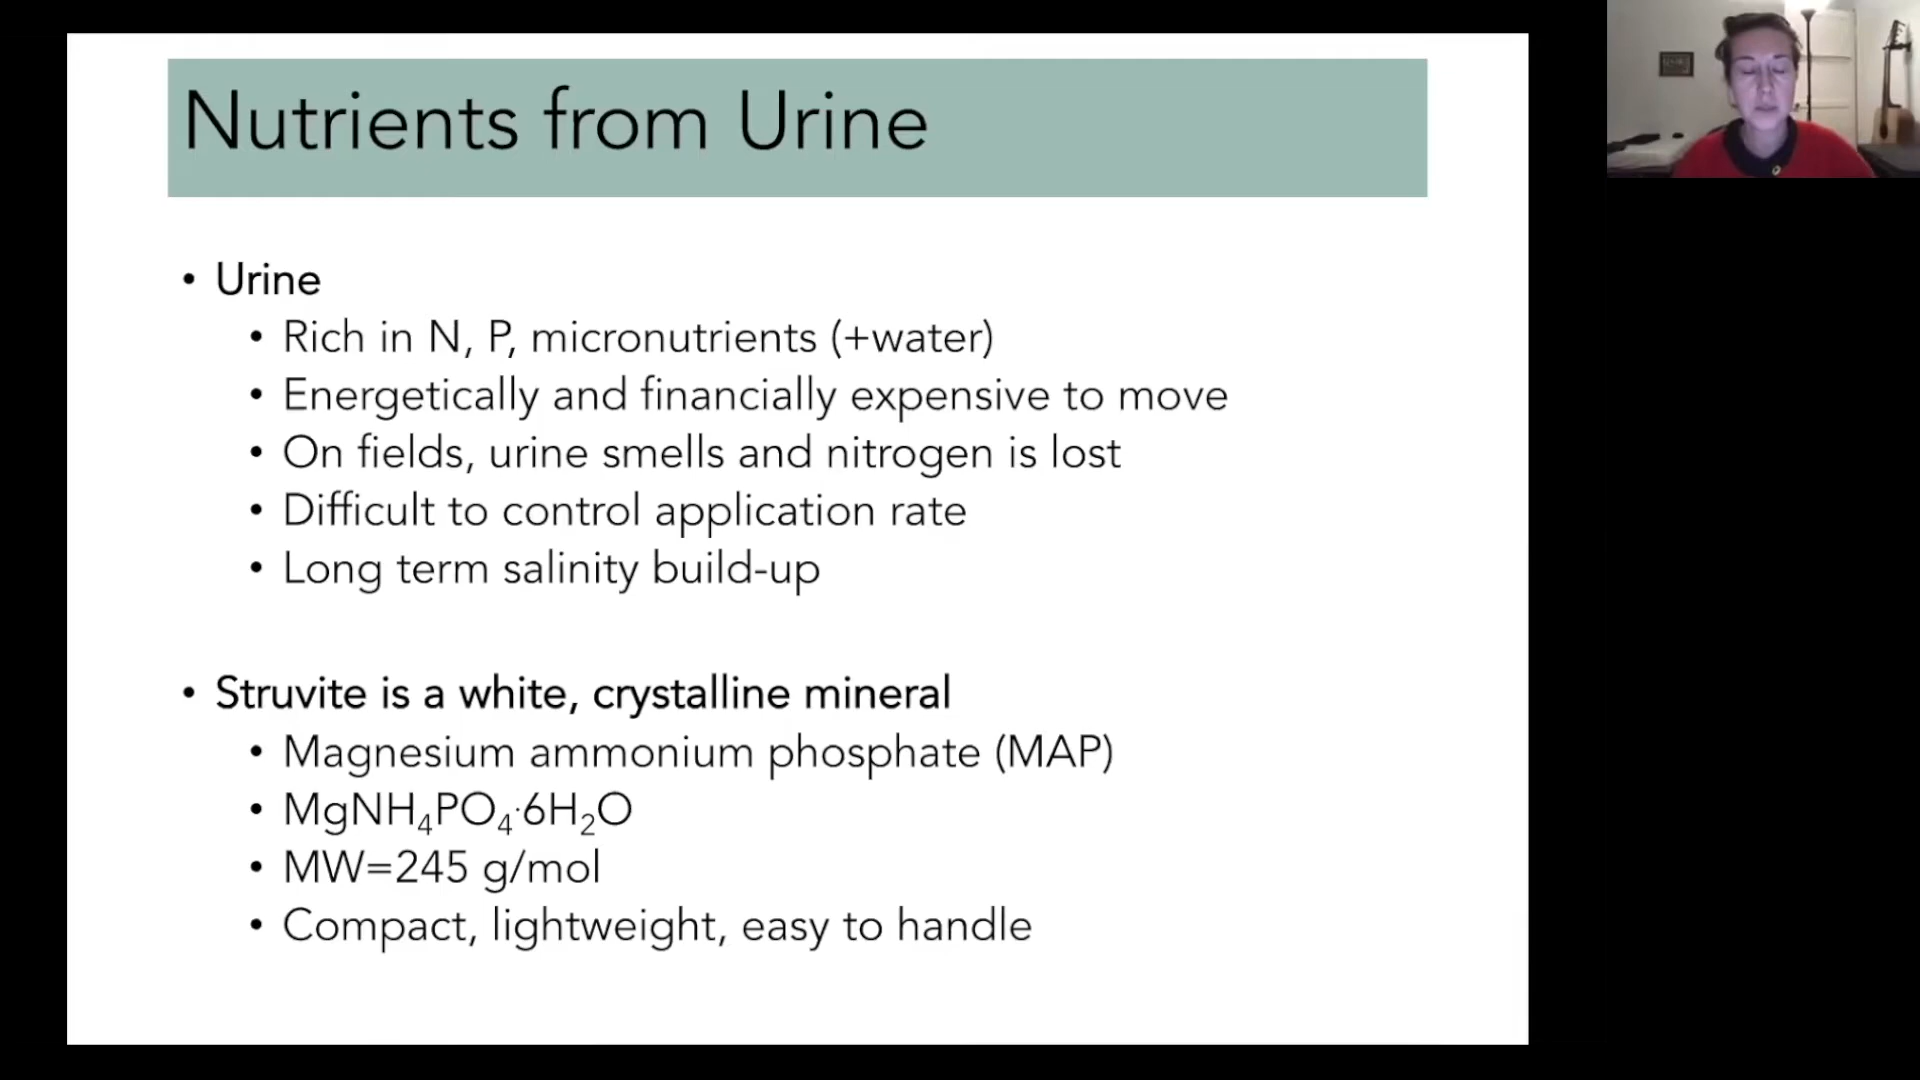 Nutrients from Urine
• Urine
• Rich in N, P, micronutrients (+water)
• Energetically and financially expensive to move
• On fields, urine smells and nitrogen is lost
• Difficult to control application rate
• Long term salinity build-up
• Struvite is a white, crystalline mineral
• Magnesium ammonium phosphate (MAP)
• MgNH₄PO₄·6H₂O
• MW=245 g/mol
• Compact, lightweight, easy to handle